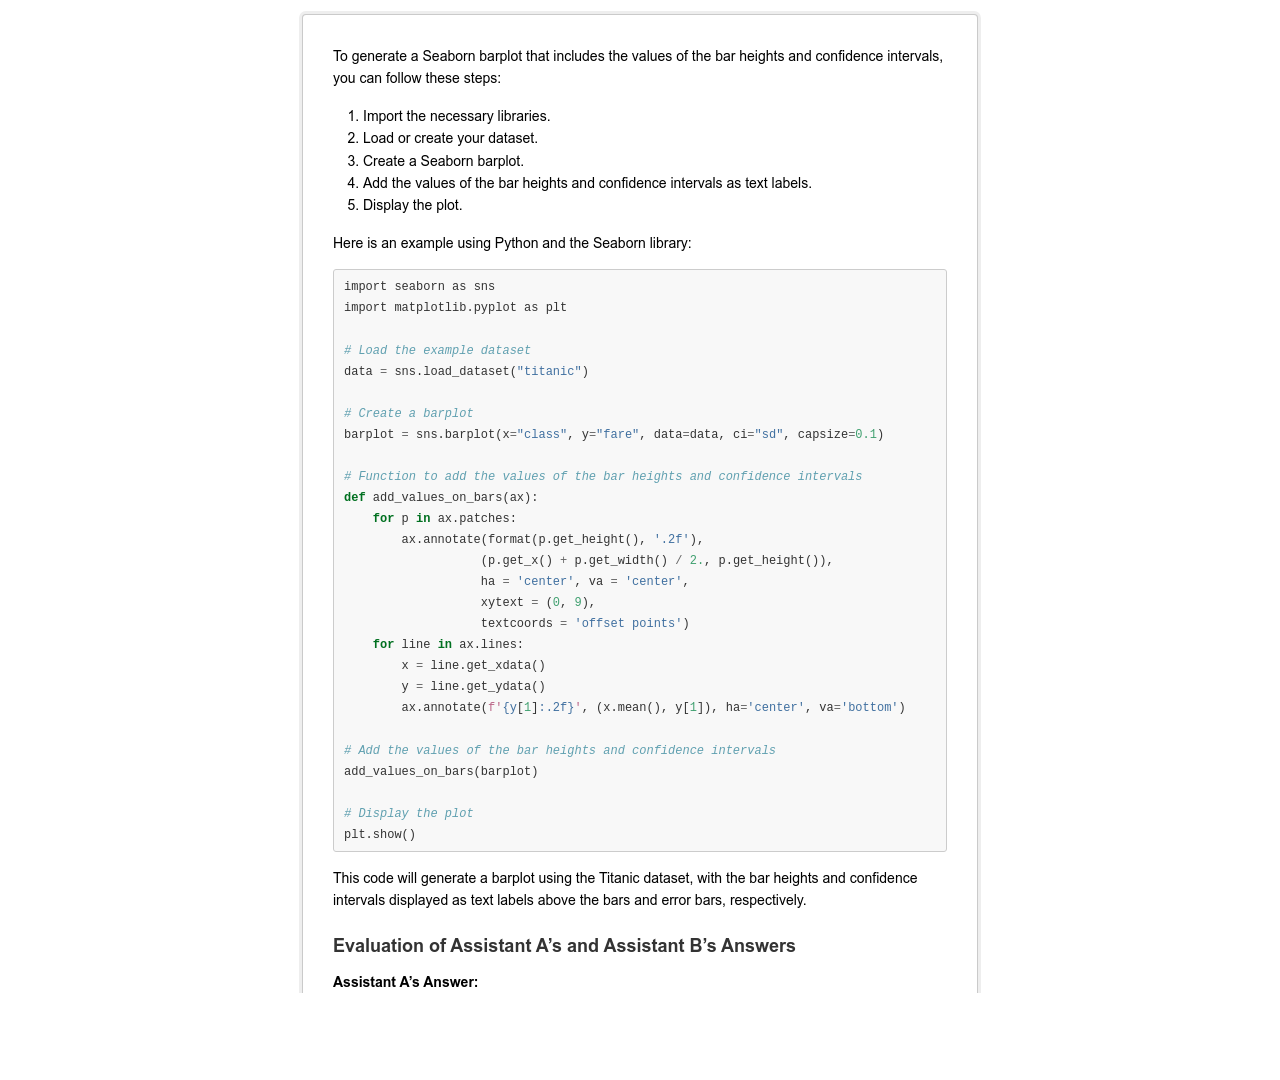 To generate a Seaborn barplot that includes the values of the bar heights and confidence intervals,
you can follow these steps:
1. Import the necessary libraries.
2. Load or create your dataset.
3. Create a Seaborn barplot.
4. Add the values of the bar heights and confidence intervals as text labels.
5. Display the plot.
Here is an example using Python and the Seaborn library:
import seaborn as sns
import matplotlib.pyplot as plt

# Load the example dataset
data = sns.load_dataset("titanic")

# Create a barplot
barplot = sns.barplot(x="class", y="fare", data=data, ci="sd", capsize=0.1)

# Function to add the values of the bar heights and confidence intervals
def add_values_on_bars(ax):
    for p in ax.patches:
        ax.annotate(format(p.get_height(), '.2f'),
                   (p.get_x() + p.get_width() / 2., p.get_height()),
                   ha = 'center', va = 'center',
                   xytext = (0, 9),
                   textcoords = 'offset points')
    for line in ax.lines:
        x = line.get_xdata()
        y = line.get_ydata()
        ax.annotate(f'{y[1]:.2f}', (x.mean(), y[1]), ha='center', va='bottom')

# Add the values of the bar heights and confidence intervals
add_values_on_bars(barplot)

# Display the plot
plt.show()
This code will generate a barplot using the Titanic dataset, with the bar heights and confidence
intervals displayed as text labels above the bars and error bars, respectively.
Evaluation of Assistant A’s and Assistant B’s Answers
Assistant A’s Answer: